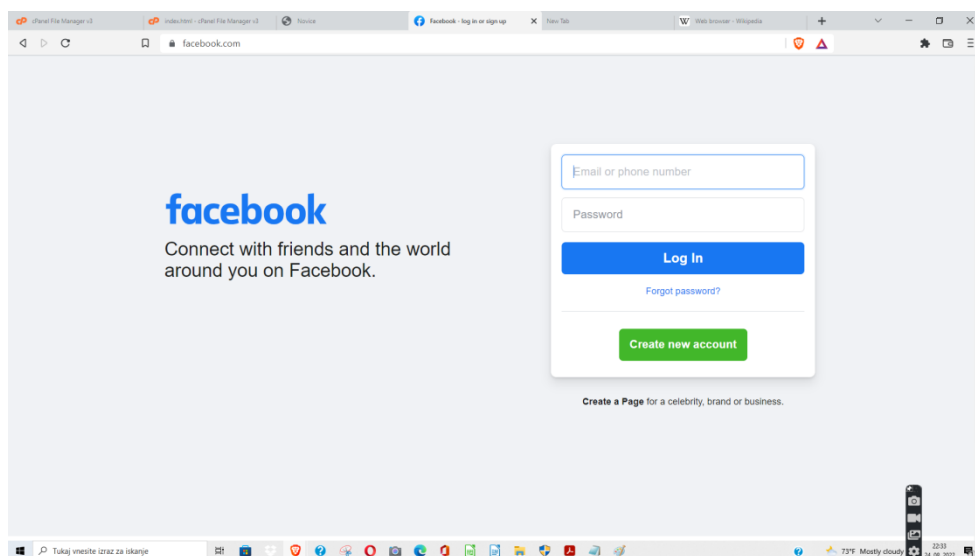 cPanel File Manager v3
index.html - cPanel File Manager v3
Novice
Facebook - log in or sign up
New Tab
Web browser - Wikipedia
facebook.com
facebook
Connect with friends and the world
around you on Facebook.
Email or phone number
Password
Log In
Forgot password?
Create new account
Create a Page for a celebrity, brand or business.
Tukaj vnesite izraz za iskanje
73°F Mostly cloudy
22:33